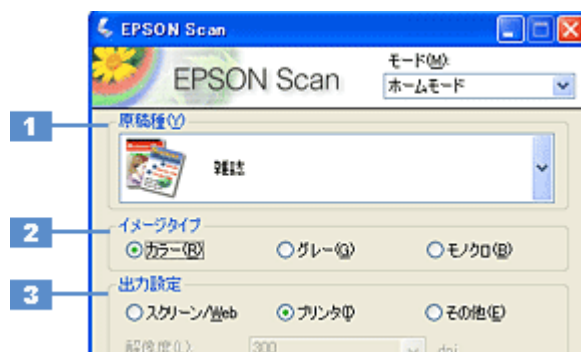 EPSON Scan
EPSON Scan
モード(M):
ホームモード
1
原稿種(Y)
雑誌
2
イメージタイプ
カラー(R) グレー(G) モノクロ(B)
3
出力設定
スクリーン/Web プリンタ(I) その他(E)
解像度(L): 300 dpi